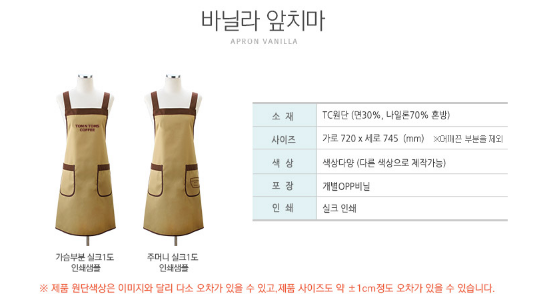 바닐라 앞치마
APRON VANILLA
TOM N TOMS
COFFEE
소 재 TC원단 (면30%, 나일론70% 혼방)
사이즈 가로 720 x 세로 745 (mm) ※어깨끈 부분을 제외
색 상 색상다양 (다른 색상으로 제작가능)
포 장 개별OPP비닐
인 쇄 실크 인쇄
가슴부분 실크1도
인쇄샘플
주머니 실크1도
인쇄샘플
※ 제품 원단색상은 이미지와 달리 다소 오차가 있을 수 있고,제품 사이즈도 약 ±1cm정도 오차가 있을 수 있습니다.